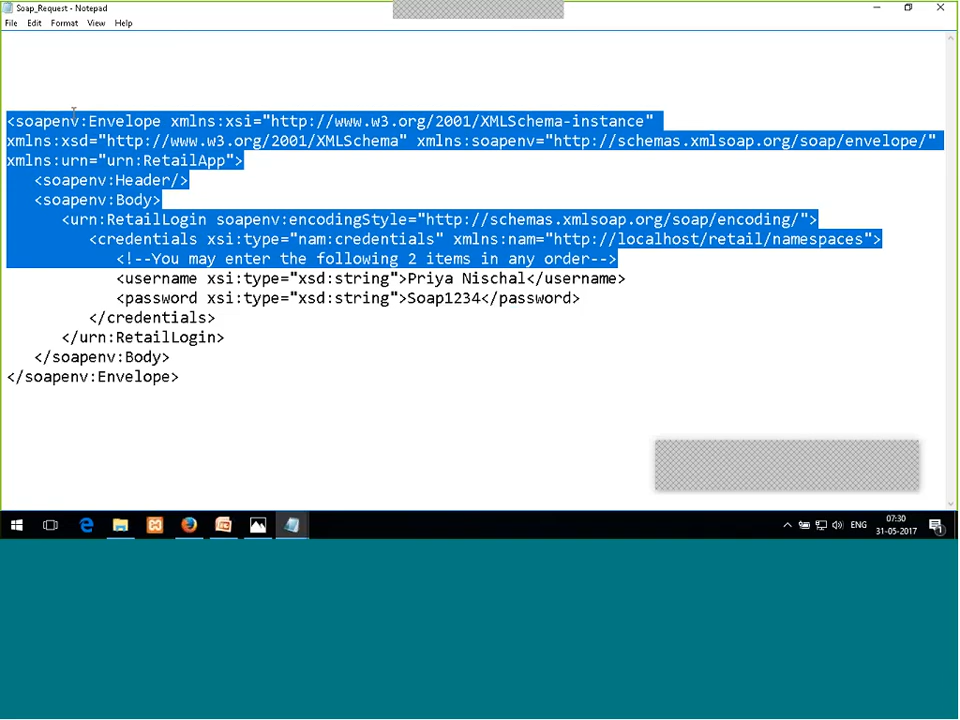 Soap_Request - Notepad
File Edit Format View Help
<soapenv:Envelope xmlns:xsi="http://www.w3.org/2001/XMLSchema-instance"
xmlns:xsd="http://www.w3.org/2001/XMLSchema" xmlns:soapenv="http://schemas.xmlsoap.org/soap/envelope/"
xmlns:urn="urn:RetailApp">
<soapenv:Header/>
<soapenv:Body>
<urn:RetailLogin soapenv:encodingStyle="http://schemas.xmlsoap.org/soap/encoding/">
<credentials xsi:type="nam:credentials" xmlns:nam="http://localhost/retail/namespaces">
<!--You may enter the following 2 items in any order-->
<username xsi:type="xsd:string">Priya Nischal</username>
<password xsi:type="xsd:string">Soap1234</password>
</credentials>
</urn:RetailLogin>
</soapenv:Body>
</soapenv:Envelope>
ENG
07:30
31-05-2017
1